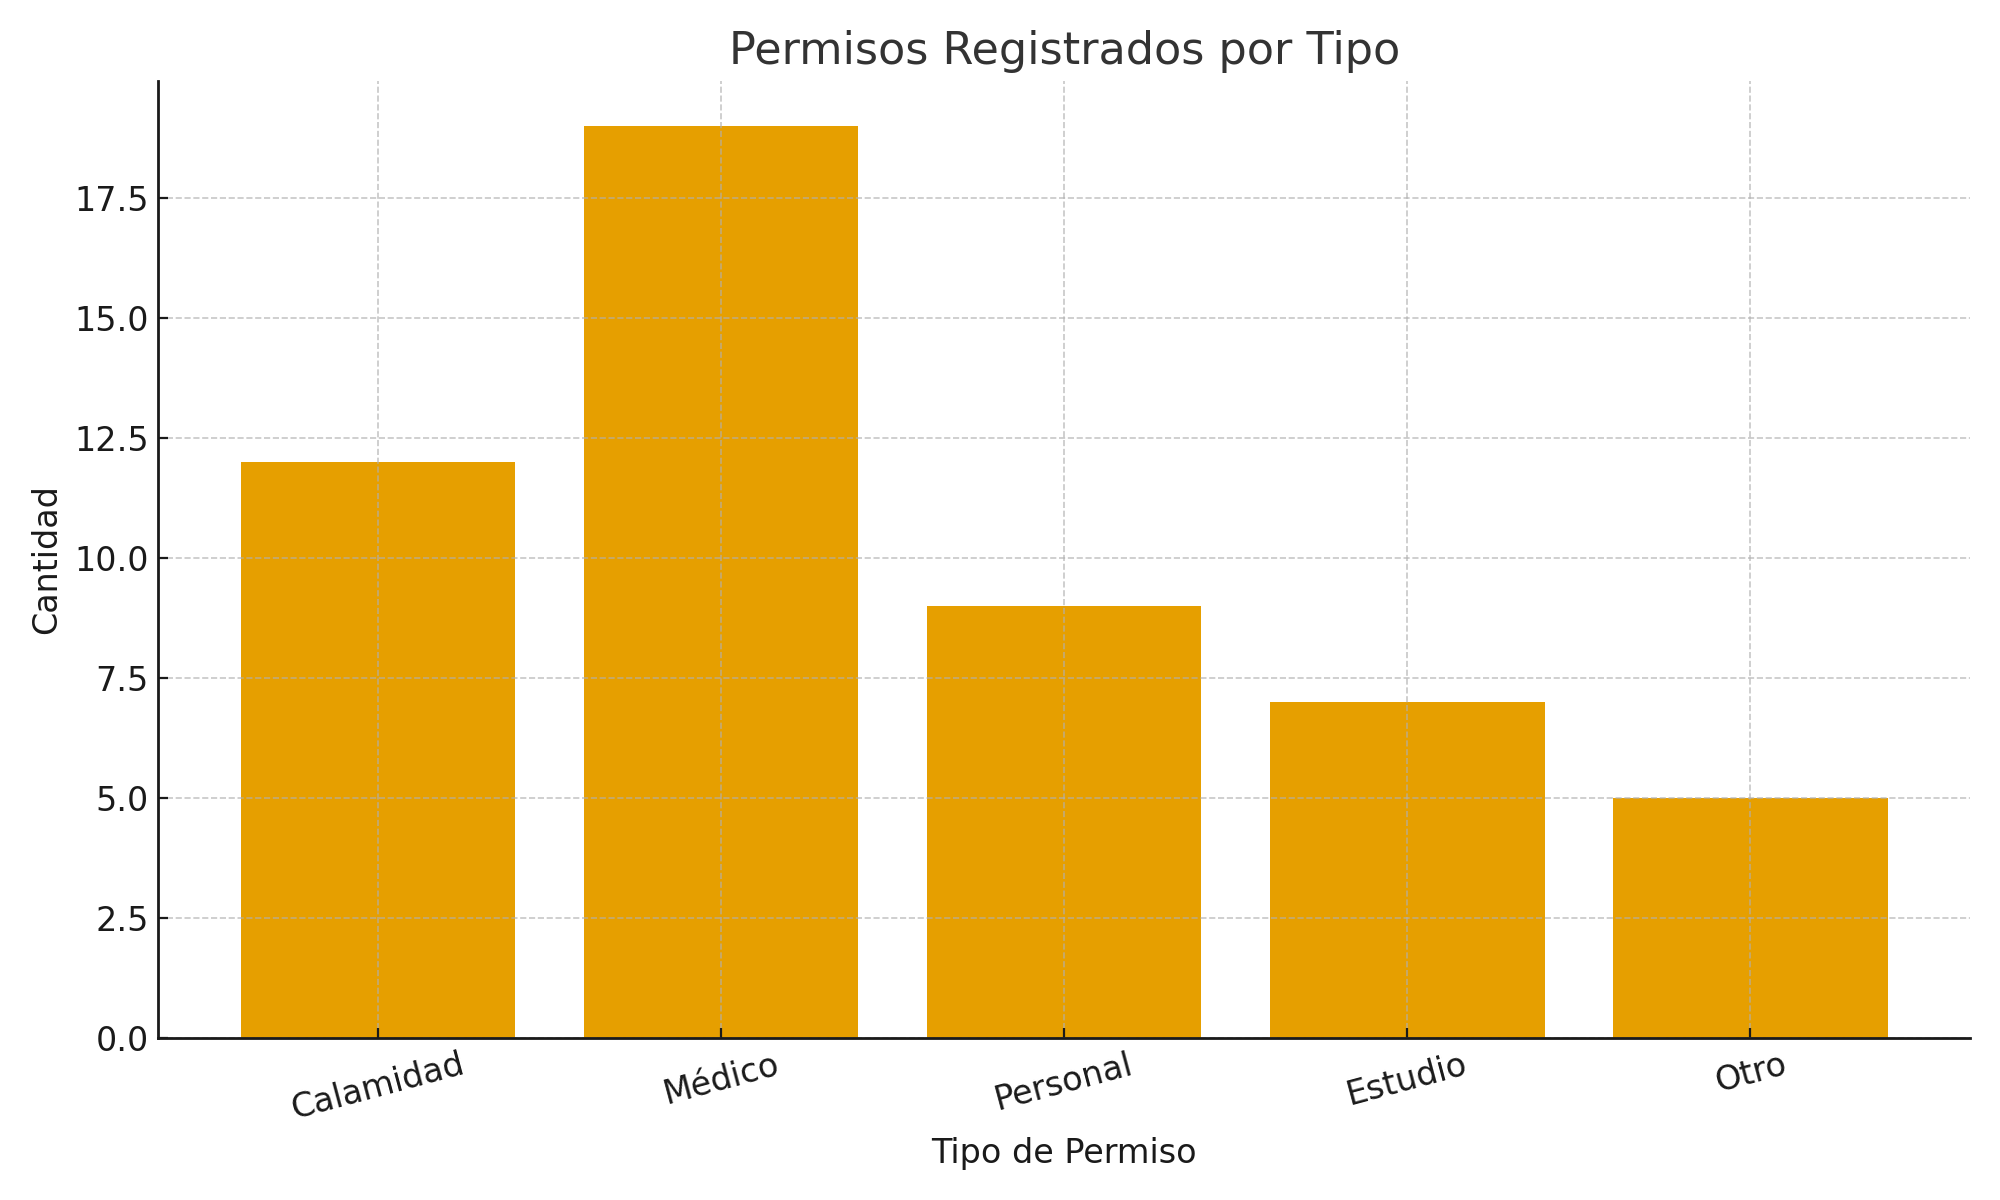 Permisos Registrados por Tipo
Cantidad
17.5
15.0
12.5
10.0
7.5
5.0
2.5
0.0
Calamidad
Médico
Personal
Estudio
Otro
Tipo de Permiso